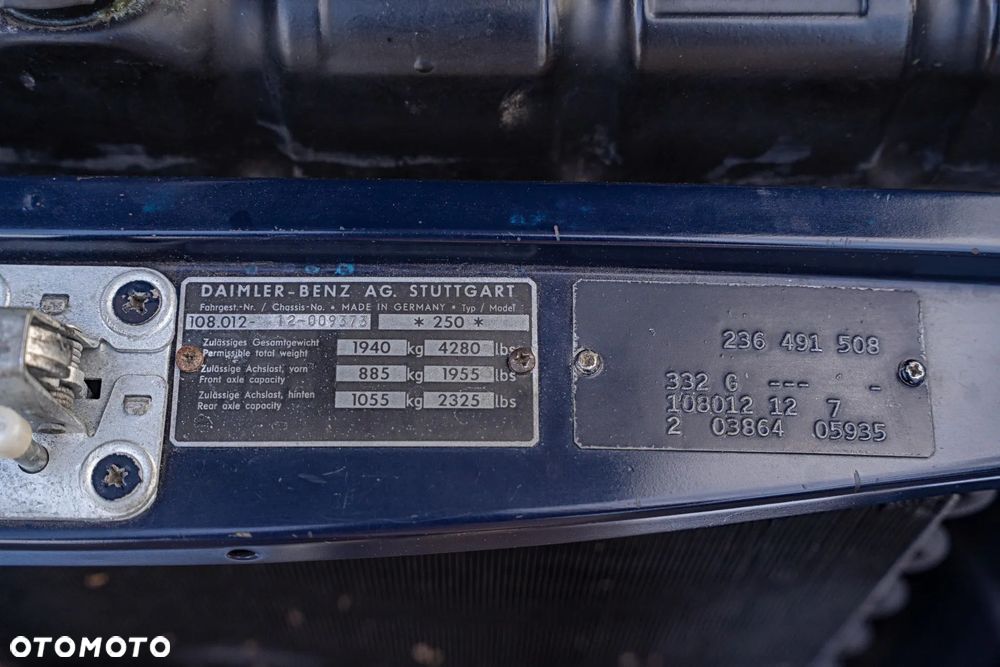 DAIMLER-BENZ AG. STUTTGART
Fahrgest.-Nr. / Chassis-No. • MADE IN GERMANY • Typ / Model
108.012- 12-009373 * 250 *
Zulässiges Gesamtgewicht
Permissible total weight 1940 kg 4280 lbs
Zulässige Achslast, vorn
Front axle capacity 885 kg 1955 lbs
Zulässige Achslast, hinten
Rear axle capacity 1055 kg 2325 lbs
236 491 508
332 G --- -
108012 12 7
2 03864 05935
OTOMOTO